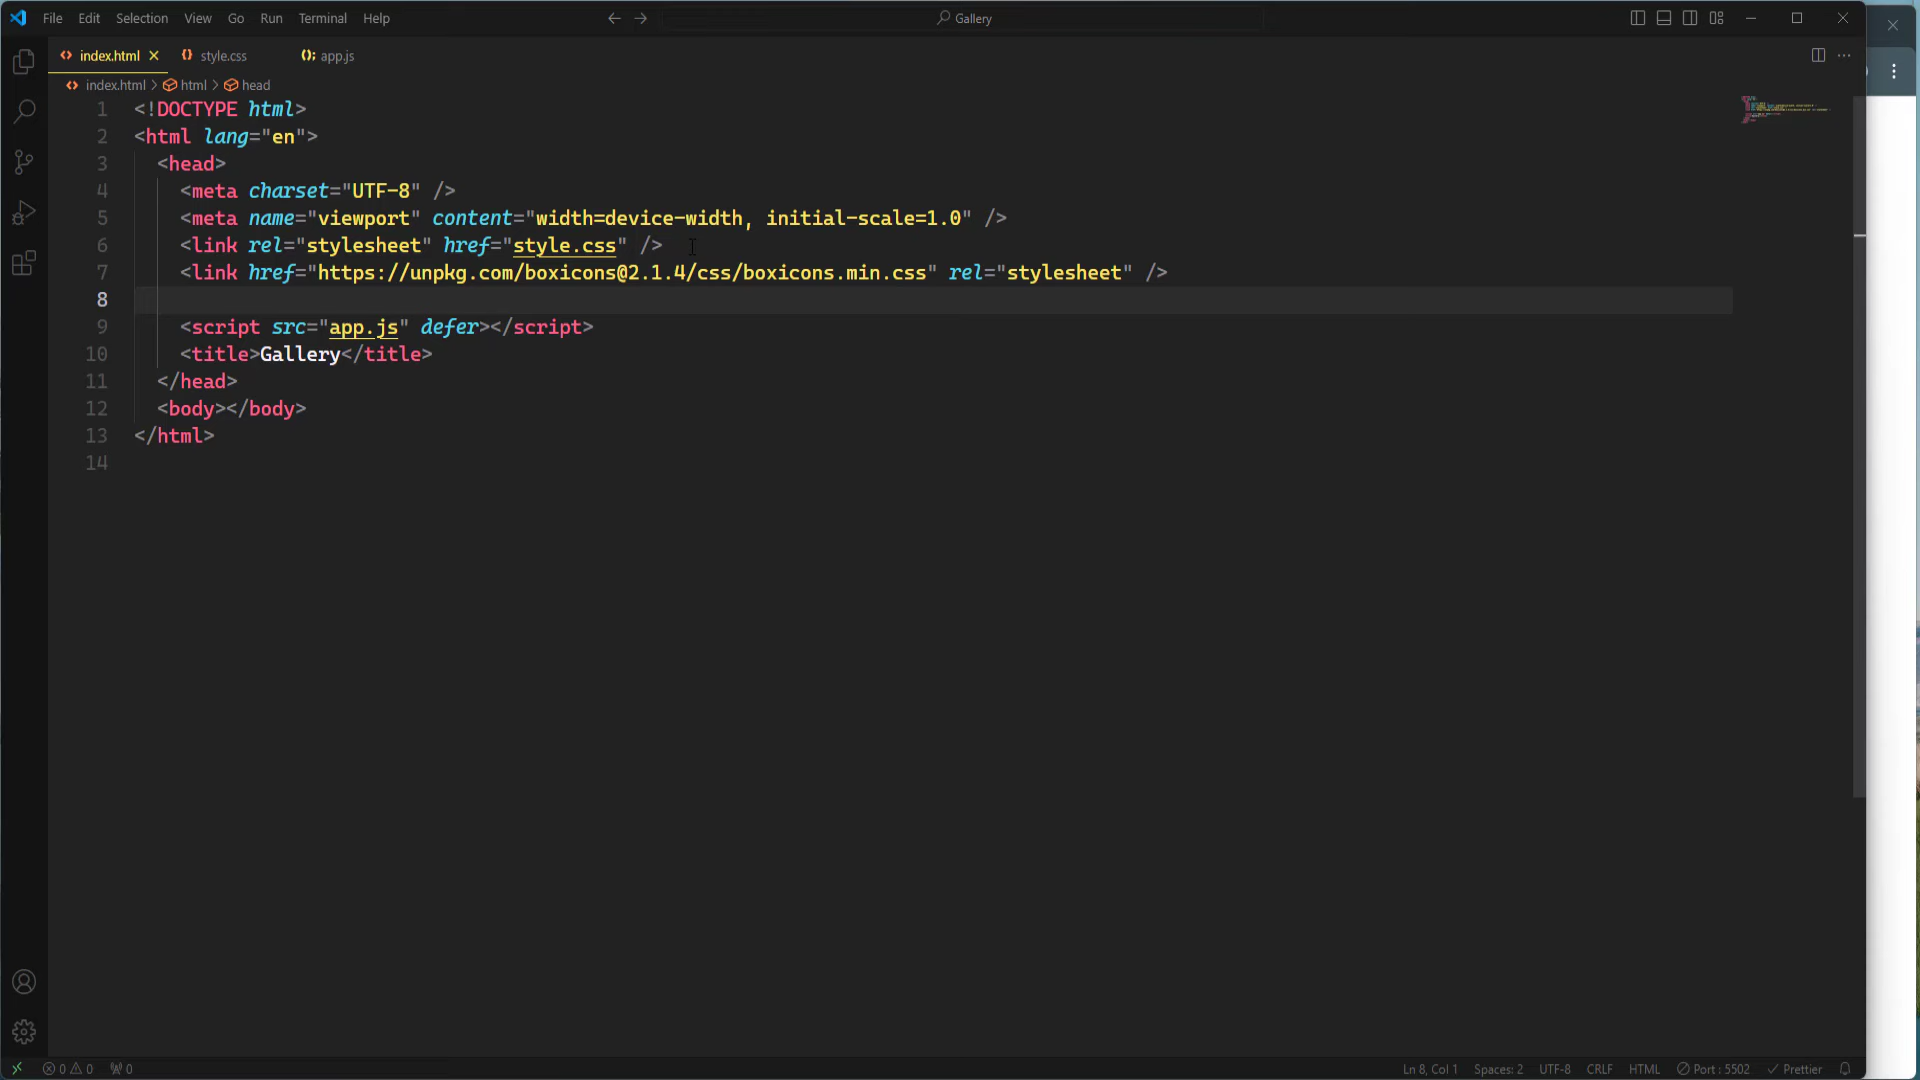 File Edit Selection View Go Run Terminal Help
Gallery
index.html style.css app.js
index.html > html > head
1 <!DOCTYPE html>
2 <html lang="en">
3 <head>
4 <meta charset="UTF-8" />
5 <meta name="viewport" content="width=device-width, initial-scale=1.0" />
6 <link rel="stylesheet" href="style.css" />
7 <link href="https://unpkg.com/boxicons@2.1.4/css/boxicons.min.css" rel="stylesheet" />
8
9 <script src="app.js" defer></script>
10 <title>Gallery</title>
11 </head>
12 <body></body>
13 </html>
14
0 0 0 Ln 8, Col 1 Spaces: 2 UTF-8 CRLF HTML Port : 5502 Prettier